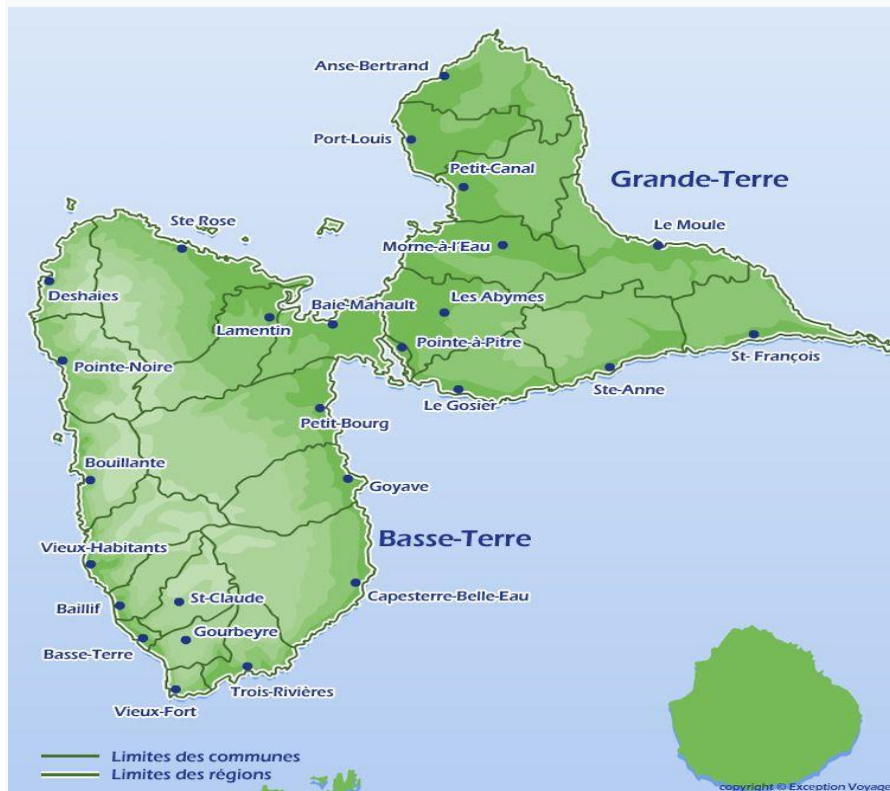 Anse-Bertrand
Port-Louis
Petit-Canal
Grande-Terre
Ste Rose
Morne-à-l'Eau
Le Moule
Deshaies
Baie-Mahault
Les Abymes
Lamentin
Pointe-à-Pitre
St-François
Pointe-Noire
Ste-Anne
Le Gosier
Petit-Bourg
Bouillante
Goyave
Basse-Terre
Vieux-Habitants
St-Claude
Capesterre-Belle-Eau
Baillif
Gourbeyre
Basse-Terre
Trois-Rivières
Vieux-Fort
Limites des communes
Limites des régions
copyright © Exception Voyage